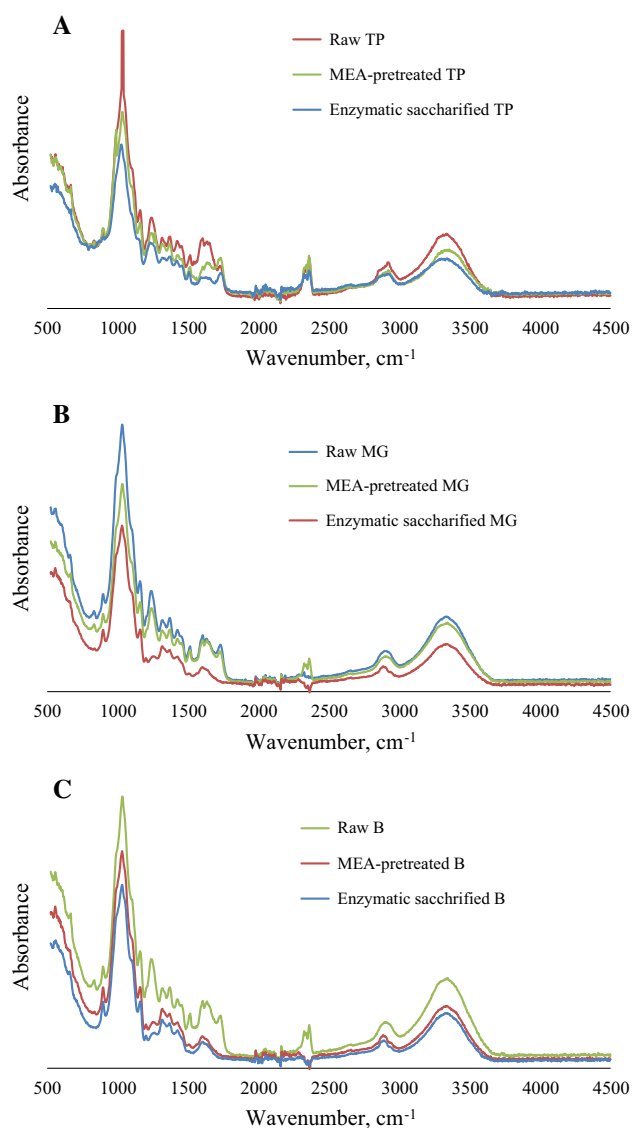 A
Raw TP
MEA-pretreated TP
Enzymatic saccharified TP
Absorbance
500 1000 1500 2000 2500 3000 3500 4000 4500
Wavenumber, cm-1
B
Raw MG
MEA-pretreated MG
Enzymatic saccharified MG
Absorbance
500 1000 1500 2000 2500 3000 3500 4000 4500
Wavenumber, cm-1
C
Raw B
MEA-pretreated B
Enzymatic sacchrified B
Absorbance
500 1000 1500 2000 2500 3000 3500 4000 4500
Wavenumber, cm-1